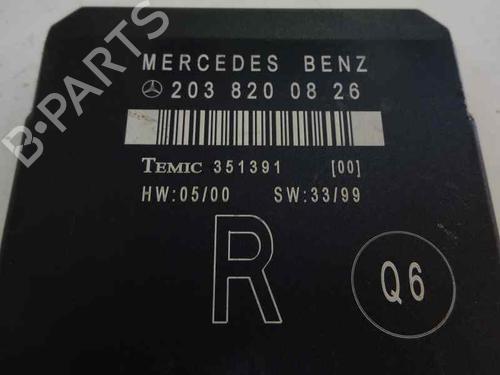 B-PARTS
MERCEDES BENZ
203 820 08 26
TEMIC 351391 [00]
HW:05/00 SW:33/99
R
Q6